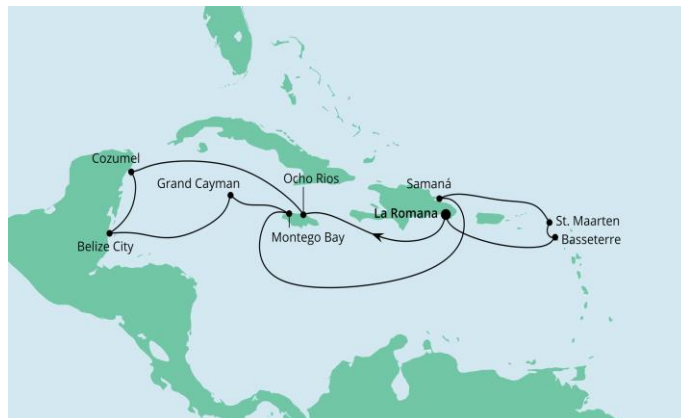 Cozumel
Ocho Rios
Grand Cayman
Samaná
La Romana
St. Maarten
Montego Bay
Basseterre
Belize City